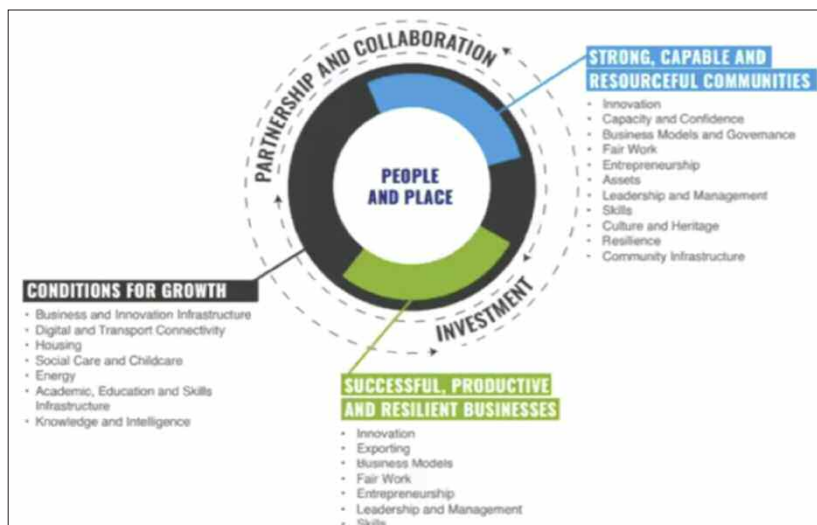 PARTNERSHIP AND COLLABORATION
STRONG, CAPABLE AND
RESOURCEFUL COMMUNITIES
• Innovation
• Capacity and Confidence
• Business Models and Governance
• Fair Work
• Entrepreneurship
• Assets
• Leadership and Management
• Skills
• Culture and Heritage
• Resilience
• Community Infrastructure
PEOPLE
AND PLACE
CONDITIONS FOR GROWTH
• Business and Innovation Infrastructure
• Digital and Transport Connectivity
• Housing
• Social Care and Childcare
• Energy
• Academic, Education and Skills
Infrastructure
• Knowledge and Intelligence
INVESTMENT
SUCCESSFUL, PRODUCTIVE
AND RESILIENT BUSINESSES
• Innovation
• Exporting
• Business Models
• Fair Work
• Entrepreneurship
• Leadership and Management
• Skills